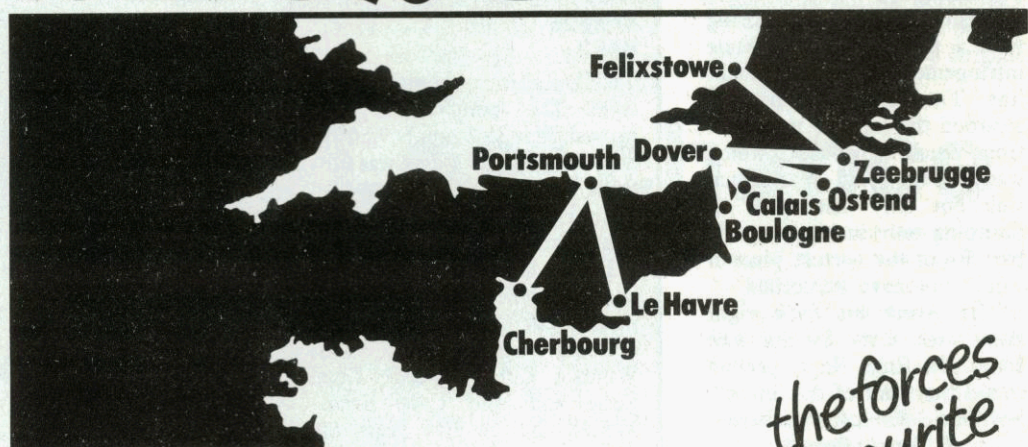 Felixstowe
Portsmouth Dover
Zeebrugge
Calais Ostend
Boulogne
Le Havre
Cherbourg
the forces